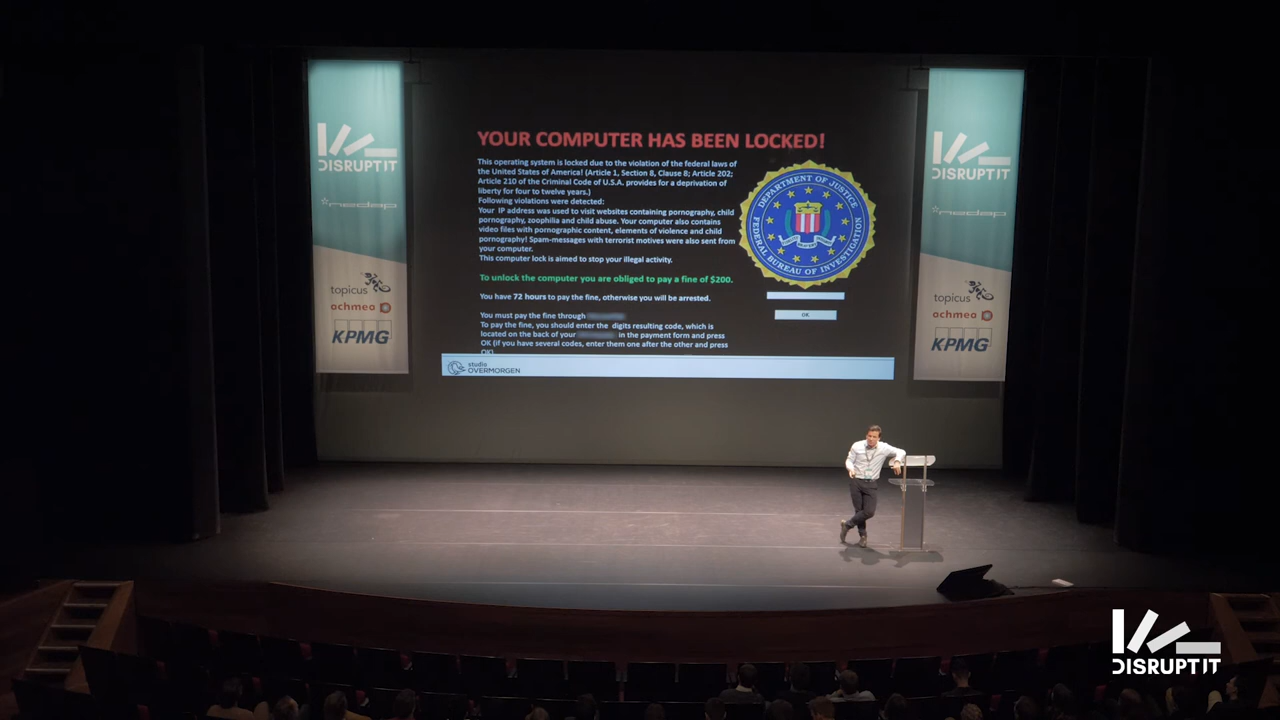 YOUR COMPUTER HAS BEEN LOCKED!
This operating system is locked due to the violation of the federal laws of
the United States of America! (Article 1, Section 8, Clause 8; Article 202;
Article 210 of the Criminal Code of U.S.A. provides for a deprivation of
liberty for four to twelve years.)
Following violations were detected:
Your IP address was used to visit websites containing pornography, child
pornography, zoophilia and child abuse. Your computer also contains
video files with pornographic content, elements of violence and child
pornography! Spam-messages with terrorist motives were also sent from
your computer.
This computer lock is aimed to stop your illegal activity.
To unlock the computer you are obliged to pay a fine of $200.
You have 72 hours to pay the fine, otherwise you will be arrested.
You must pay the fine through
To pay the fine, you should enter the digits resulting code, which is
located on the back of your in the payment form and press
OK (if you have several codes, enter them one after the other and press
OK)
DEPARTMENT OF JUSTICE
FEDERAL BUREAU OF INVESTIGATION
OK
studio
OVERMORGEN
DISRUPT IT
nedap
topicus
achmea
KPMG
DISRUPT IT
nedap
topicus
achmea
KPMG
DISRUPT IT